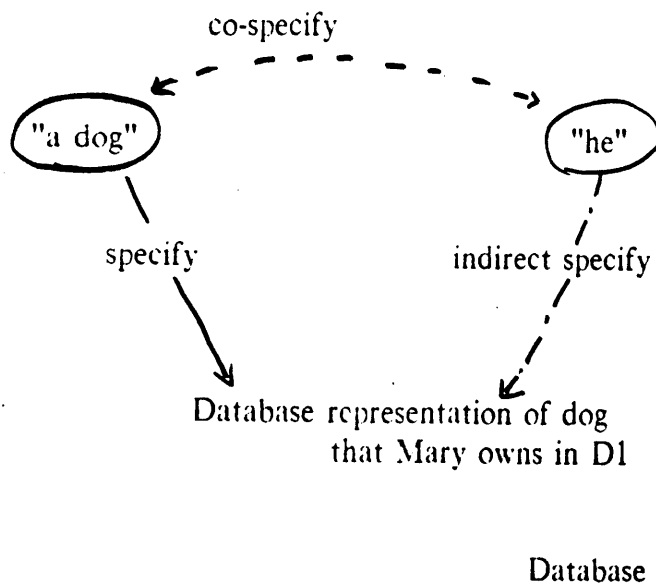 co-specify
"a dog"
"he"
specify
indirect specify
Database representation of dog
that Mary owns in D1
Database